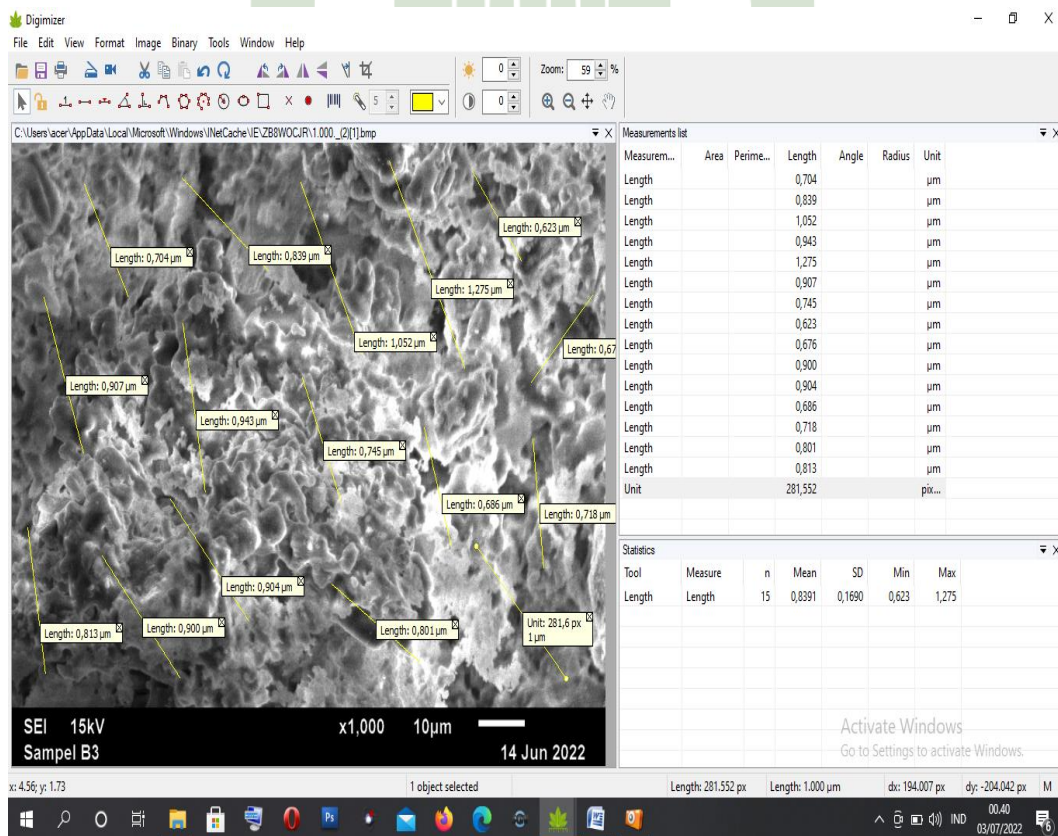 Digimizer
File Edit View Format Image Binary Tools Window Help
0
Zoom: 59 %
5
0
C:\Users\acer\AppData\Local\Microsoft\Windows\INetCache\IE\ZB8WOCJR\1.000._(2)[1].bmp
Length: 0,623 µm
Length: 0,704 µm
Length: 0,839 µm
Length: 1,275 µm
Length: 1,052 µm
Length: 0,67
Length: 0,907 µm
Length: 0,943 µm
Length: 0,745 µm
Length: 0,686 µm
Length: 0,718 µm
Length: 0,904 µm
Length: 0,813 µm
Length: 0,900 µm
Length: 0,801 µm
Unit: 281,6 px
1 µm
SEI 15kV x1,000 10µm
Sampel B3 14 Jun 2022
Measurements list
Measurem... Area Perime... Length Angle Radius Unit
Length 0,704 µm
Length 0,839 µm
Length 1,052 µm
Length 0,943 µm
Length 1,275 µm
Length 0,907 µm
Length 0,745 µm
Length 0,623 µm
Length 0,676 µm
Length 0,900 µm
Length 0,904 µm
Length 0,686 µm
Length 0,718 µm
Length 0,801 µm
Length 0,813 µm
Unit 281,552 pix...
Statistics
Tool Measure n Mean SD Min Max
Length Length 15 0,8391 0,1690 0,623 1,275
Activate Windows
Go to Settings to activate Windows.
x: 4.56; y: 1.73 1 object selected Length: 281.552 px Length: 1.000 µm dx: 194.007 px dy: -204.042 px M
Ps
IND
00.40
03/07/2022
6